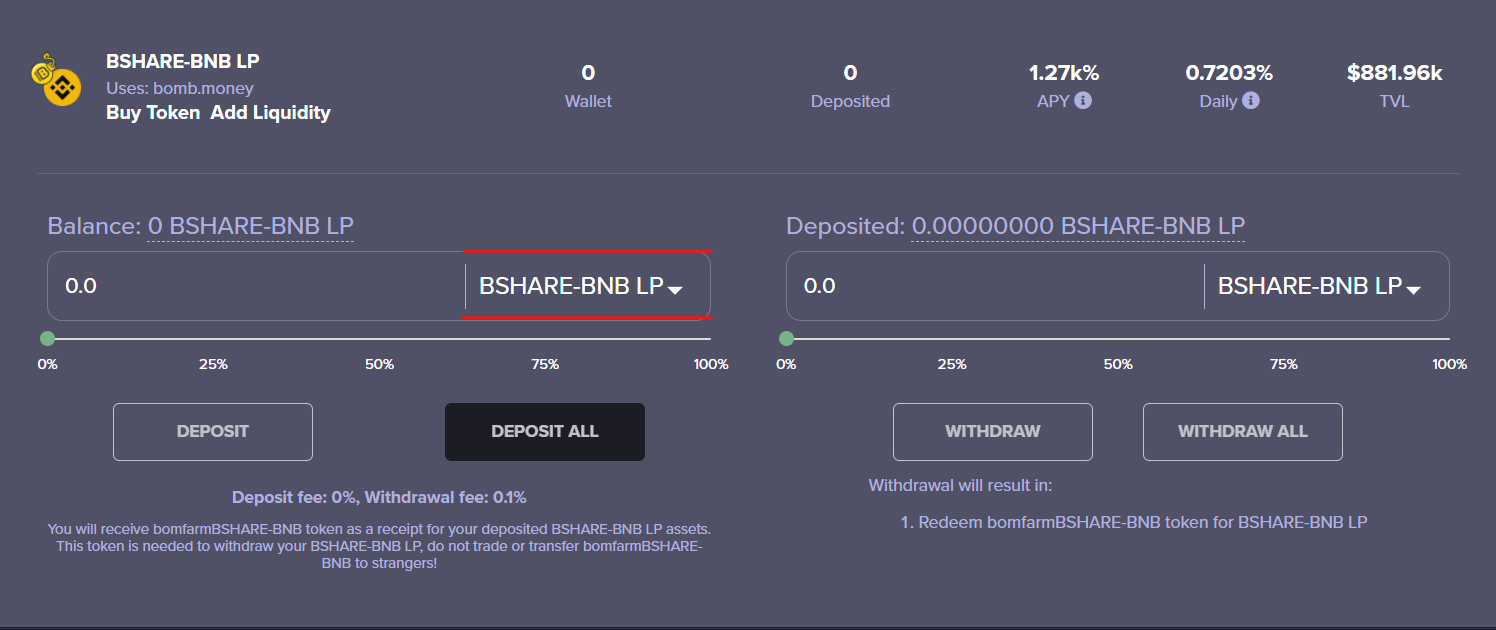 BSHARE-BNB LP
Uses: bomb.money
Buy Token Add Liquidity
0
Wallet
0
Deposited
1.27k%
APY
0.7203%
Daily
$881.96k
TVL
Balance: 0 BSHARE-BNB LP
0.0
BSHARE-BNB LP
0% 25% 50% 75% 100%
DEPOSIT
DEPOSIT ALL
Deposit fee: 0%, Withdrawal fee: 0.1%
You will receive bomfarmBSHARE-BNB token as a receipt for your deposited BSHARE-BNB LP assets.
This token is needed to withdraw your BSHARE-BNB LP, do not trade or transfer bomfarmBSHARE-
BNB to strangers!
Deposited: 0.00000000 BSHARE-BNB LP
0.0
BSHARE-BNB LP
0% 25% 50% 75% 100%
WITHDRAW
WITHDRAW ALL
Withdrawal will result in:
1. Redeem bomfarmBSHARE-BNB token for BSHARE-BNB LP